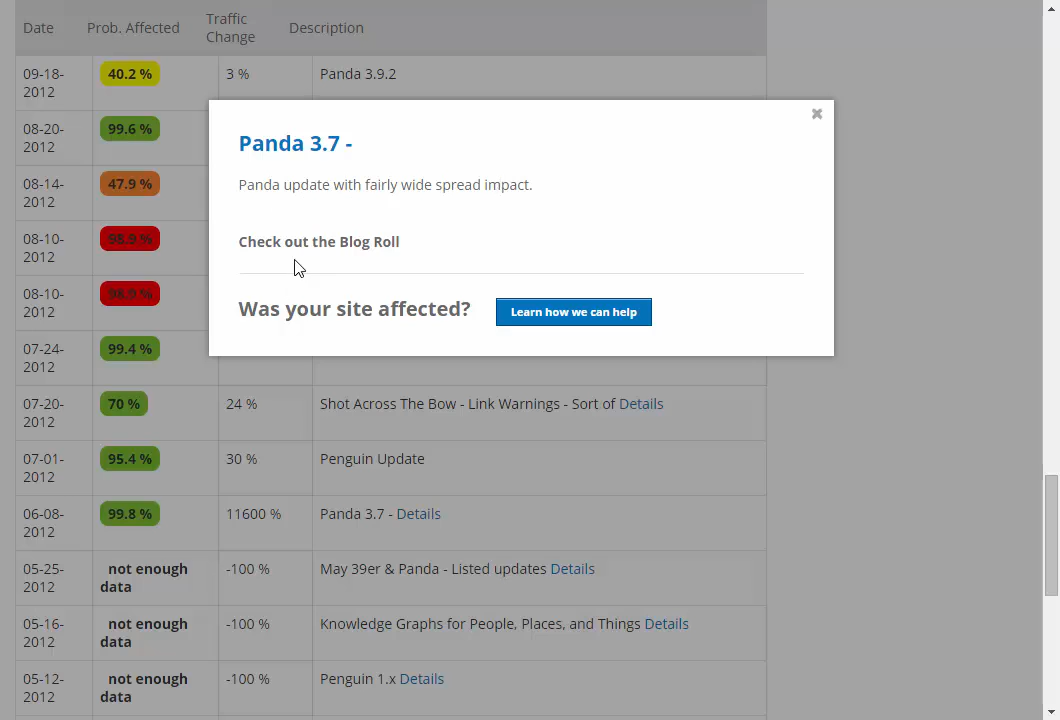 Date
Prob. Affected
Traffic
Change
Description
09-18-
2012
40.2 %
3 %
Panda 3.9.2
08-20-
2012
99.6 %
08-14-
2012
47.9 %
08-10-
2012
98.9 %
08-10-
2012
98.9 %
07-24-
2012
99.4 %
Panda 3.7 -
Panda update with fairly wide spread impact.
Check out the Blog Roll
Was your site affected?
Learn how we can help
07-20-
2012
70 %
24 %
Shot Across The Bow - Link Warnings - Sort of Details
07-01-
2012
95.4 %
30 %
Penguin Update
06-08-
2012
99.8 %
11600 %
Panda 3.7 - Details
05-25-
2012
not enough
data
-100 %
May 39er & Panda - Listed updates Details
05-16-
2012
not enough
data
-100 %
Knowledge Graphs for People, Places, and Things Details
05-12-
2012
not enough
data
-100 %
Penguin 1.x Details